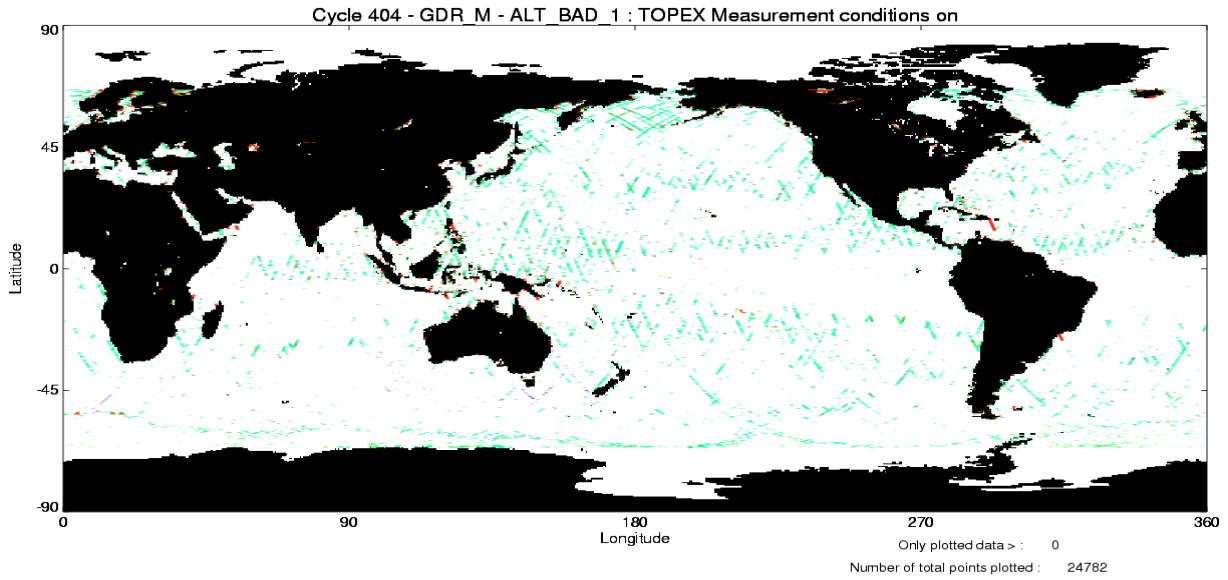 Cycle 404 - GDR_M - ALT_BAD_1 : TOPEX Measurement conditions on
90
45
0
-45
-90
Latitude
0 90 180 270 360
Longitude
Only plotted data > : 0
Number of total points plotted : 24782